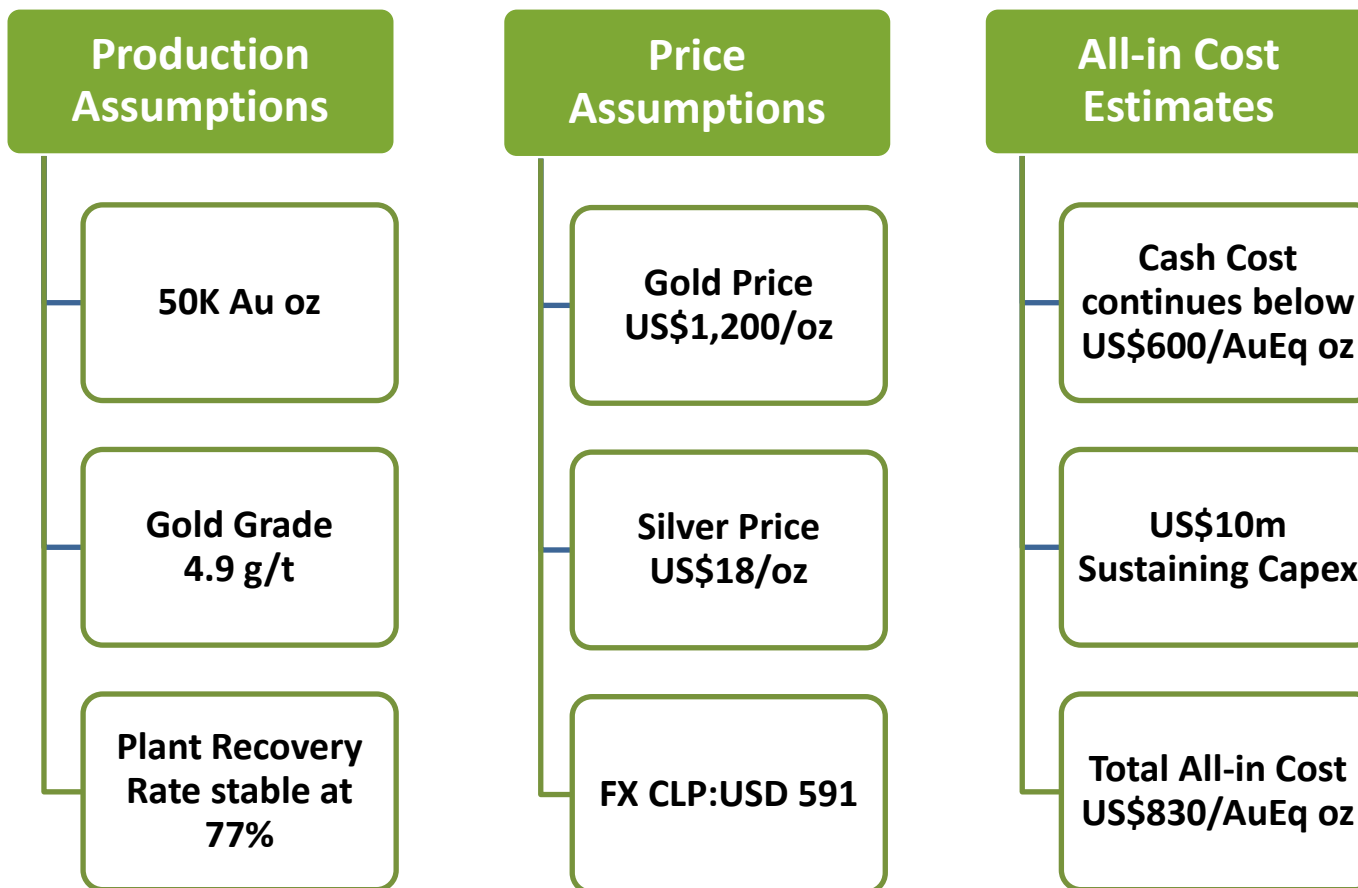 Production
Assumptions
50K Au oz
Gold Grade
4.9 g/t
Plant Recovery
Rate stable at
77%
Price
Assumptions
Gold Price
US$1,200/oz
Silver Price
US$18/oz
FX CLP:USD 591
All-in Cost
Estimates
Cash Cost
continues below
US$600/AuEq oz
US$10m
Sustaining Capex
Total All-in Cost
US$830/AuEq oz